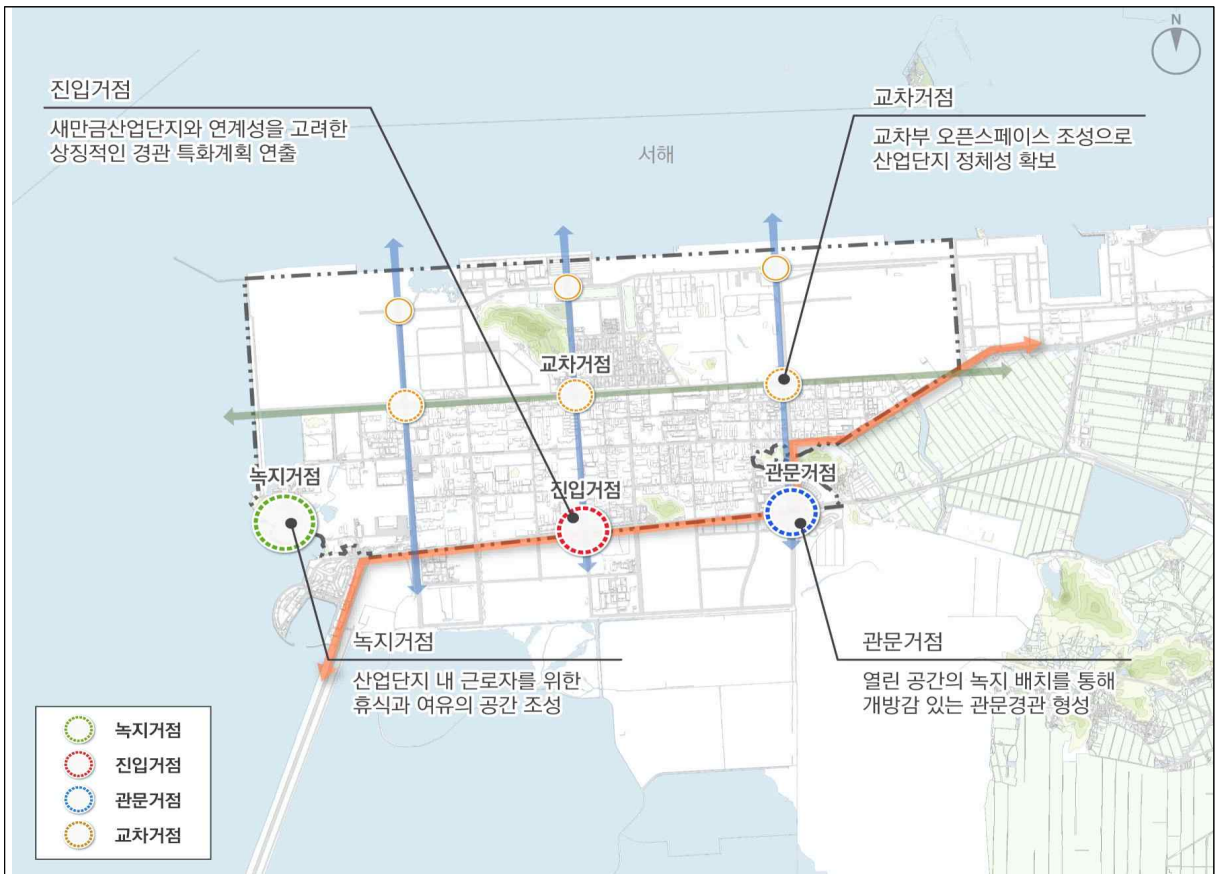 N
진입거점
새만금산업단지와 연계성을 고려한
상징적인 경관 특화계획 연출
교차거점
교차부 오픈스페이스 조성으로
산업단지 정체성 확보
서해
교차거점
녹지거점
진입거점
관문거점
녹지거점
산업단지 내 근로자를 위한
휴식과 여유의 공간 조성
관문거점
열린 공간의 녹지 배치를 통해
개방감 있는 관문경관 형성
녹지거점
진입거점
관문거점
교차거점